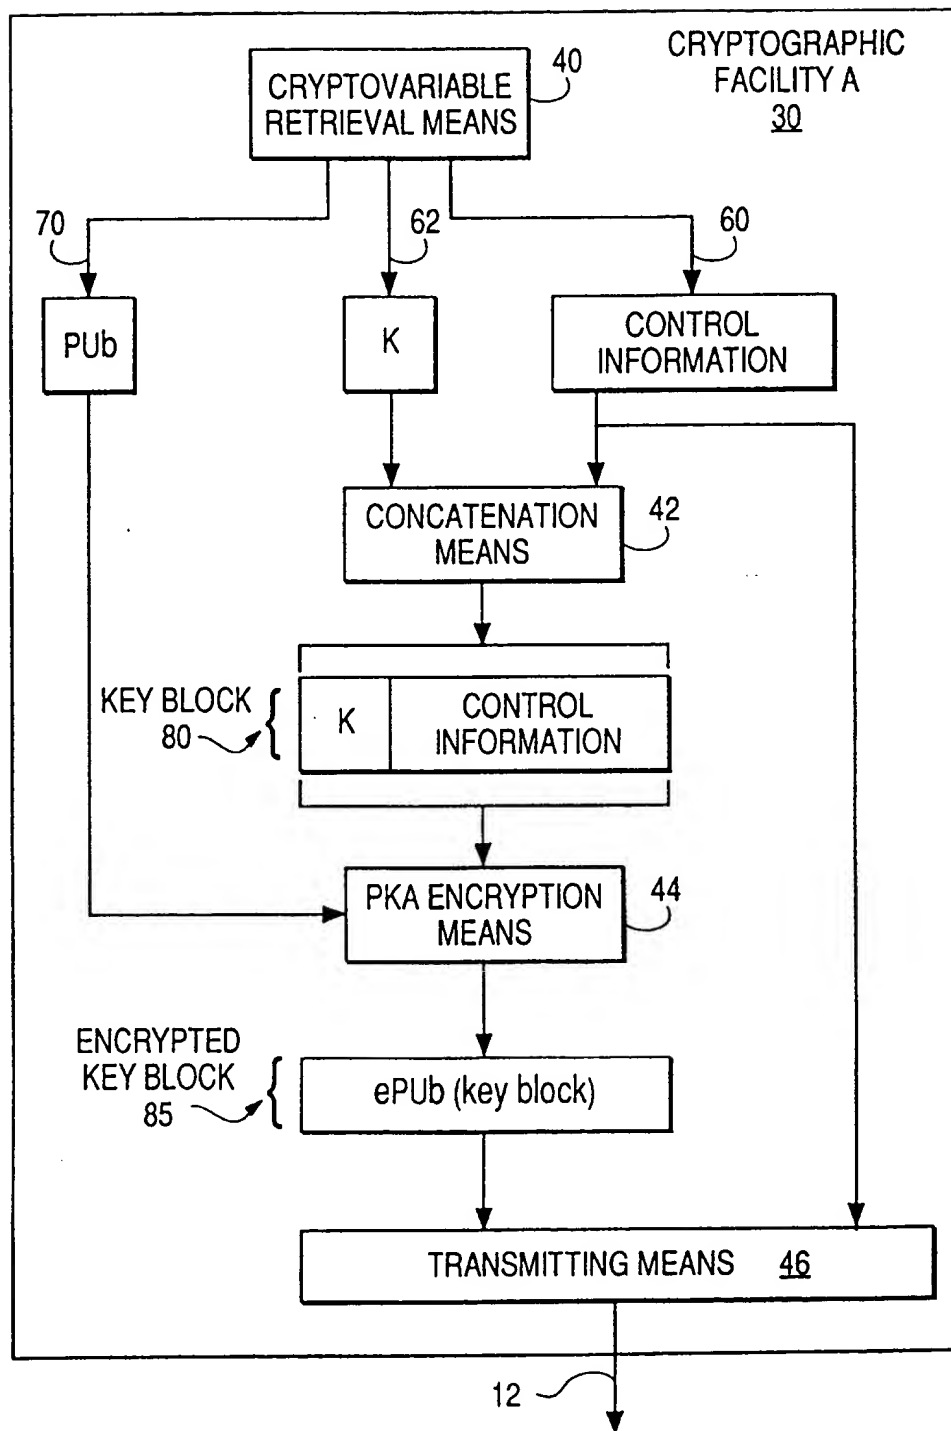 CRYPTOGRAPHIC
FACILITY A
30
40
CRYPTOVARIABLE
RETRIEVAL MEANS
70
62
60
PUb
K
CONTROL
INFORMATION
CONCATENATION
MEANS
42
KEY BLOCK
80
K
CONTROL
INFORMATION
PKA ENCRYPTION
MEANS
44
ENCRYPTED
KEY BLOCK
85
ePUb (key block)
TRANSMITTING MEANS 46
12